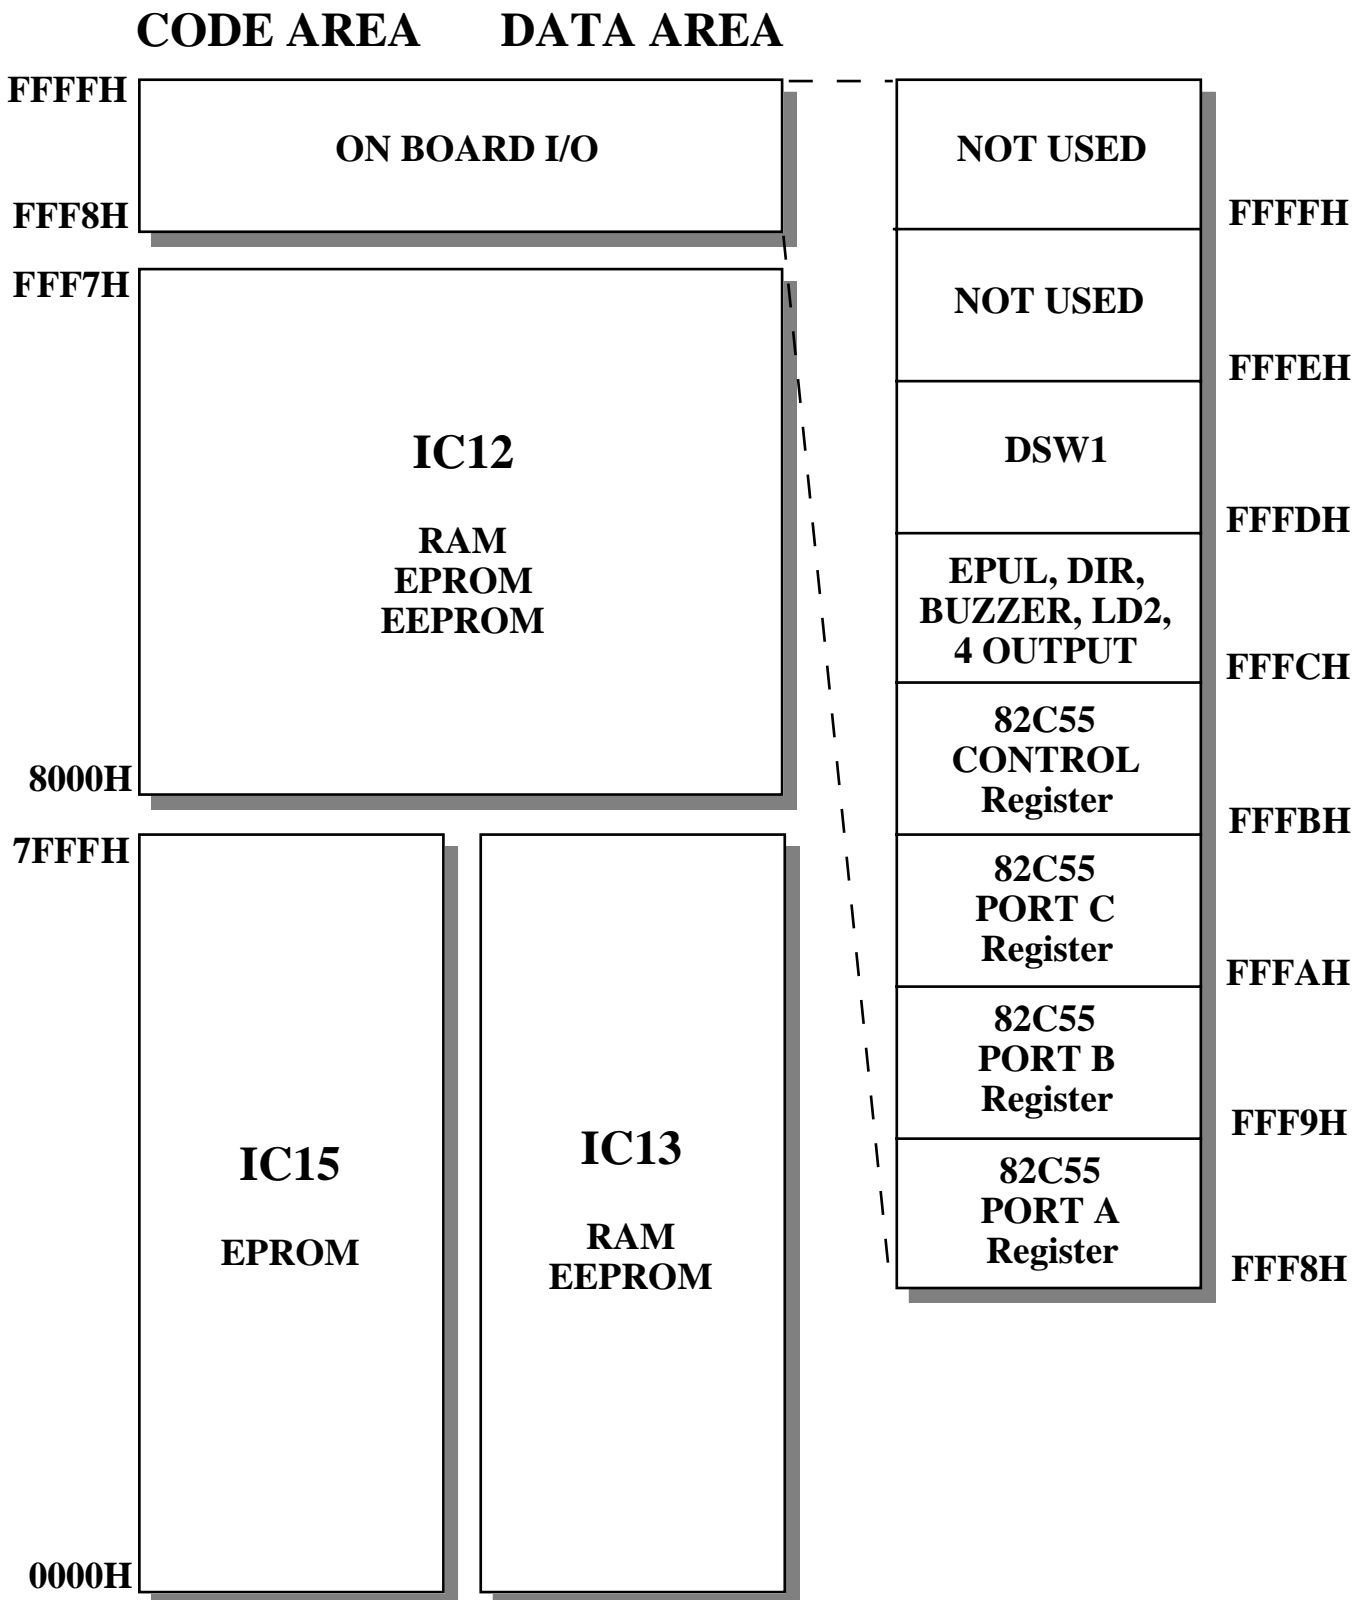 CODE AREA DATA AREA
FFFFH
ON BOARD I/O
FFF8H
FFF7H
IC12
RAM
EPROM
EEPROM
8000H
7FFFH
IC15
EPROM
IC13
RAM
EEPROM
0000H
NOT USED
FFFFH
NOT USED
FFFEH
DSW1
FFFDH
EPUL, DIR,
BUZZER, LD2,
4 OUTPUT
FFFCH
82C55
CONTROL
Register
FFFBH
82C55
PORT C
Register
FFFAH
82C55
PORT B
Register
FFF9H
82C55
PORT A
Register
FFF8H